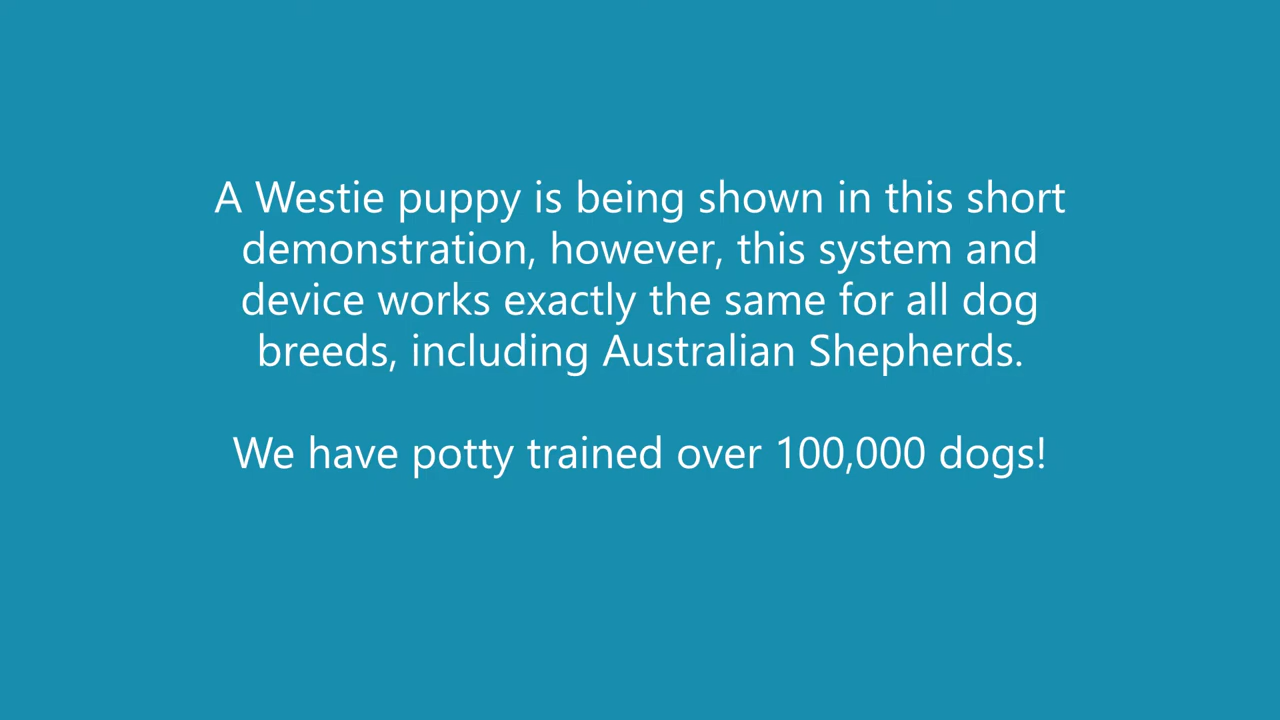 A Westie puppy is being shown in this short
demonstration, however, this system and
device works exactly the same for all dog
breeds, including Australian Shepherds.
We have potty trained over 100,000 dogs!